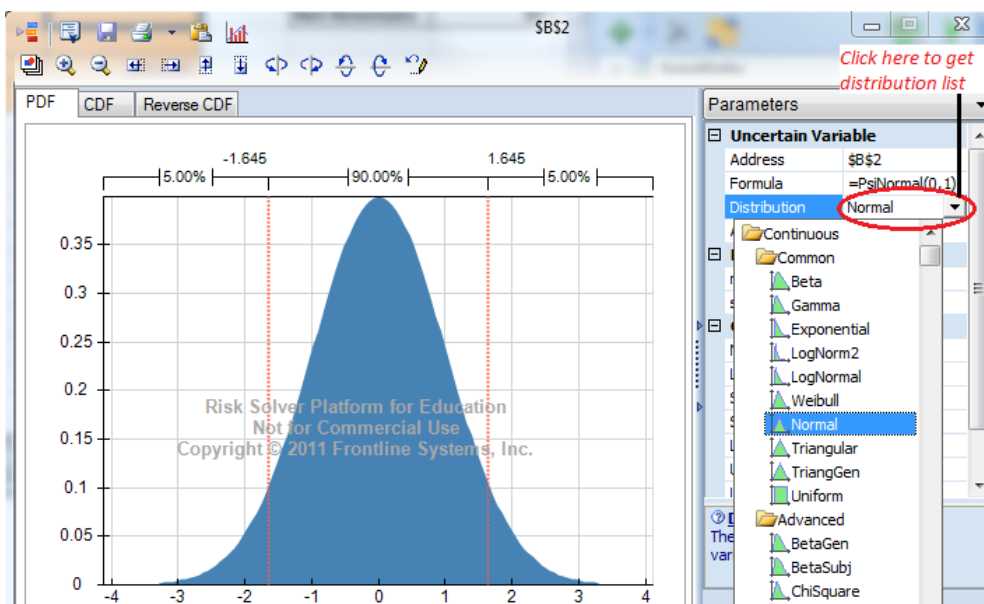 $B$2
Click here to get
distribution list
PDF
CDF
Reverse CDF
-1.645
1.645
5.00%
90.00%
5.00%
0.35
0.3
0.25
0.2
0.15
0.1
0.05
0
-4
-3
-2
-1
0
1
2
3
4
Risk Solver Platform for Education
Not for Commercial Use
Copyright © 2011 Frontline Systems, Inc.
Parameters
Uncertain Variable
Address $B$2
Formula =PsiNormal(0,1)
Distribution Normal
Continuous
Common
Beta
Gamma
Exponential
LogNorm2
LogNormal
Weibull
Normal
Triangular
TriangGen
Uniform
Advanced
BetaGen
BetaSubj
ChiSquare
The
var